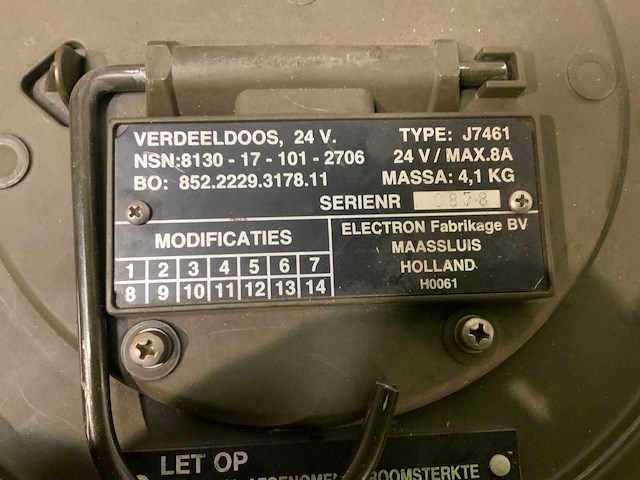 VERDEELDOOS, 24 V. TYPE: J7461
NSN:8130 - 17 - 101 - 2706 24 V / MAX.8A
BO: 852.2229.3178.11 MASSA: 4,1 KG
SERIENR 0878
MODIFICATIES
1 2 3 4 5 6 7
8 9 10 11 12 13 14
ELECTRON Fabrikage BV
MAASSLUIS
HOLLAND
H0061
LET OP